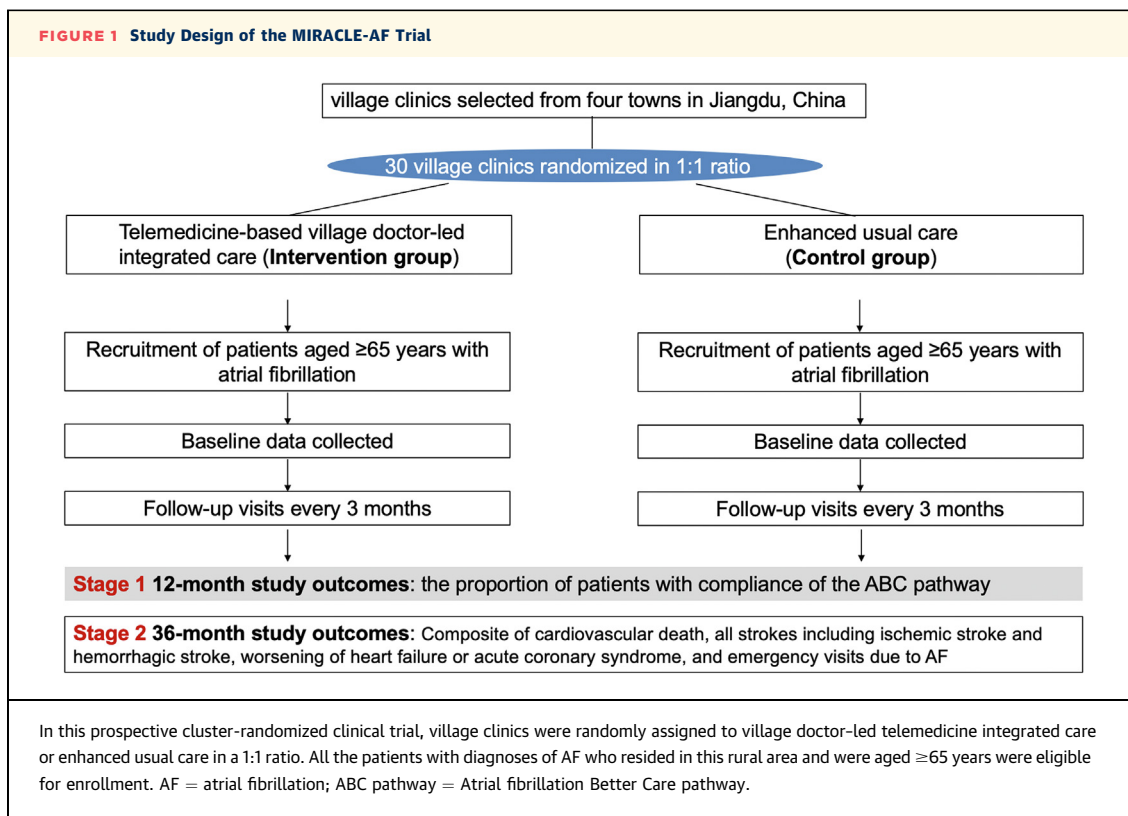 FIGURE 1 Study Design of the MIRACLE-AF Trial
village clinics selected from four towns in Jiangdu, China
30 village clinics randomized in 1:1 ratio
Telemedicine-based village doctor-led
integrated care (Intervention group)
Enhanced usual care
(Control group)
Recruitment of patients aged ≥65 years with
atrial fibrillation
Recruitment of patients aged ≥65 years with
atrial fibrillation
Baseline data collected
Baseline data collected
Follow-up visits every 3 months
Follow-up visits every 3 months
Stage 1 12-month study outcomes: the proportion of patients with compliance of the ABC pathway
Stage 2 36-month study outcomes: Composite of cardiovascular death, all strokes including ischemic stroke and
hemorrhagic stroke, worsening of heart failure or acute coronary syndrome, and emergency visits due to AF
In this prospective cluster-randomized clinical trial, village clinics were randomly assigned to village doctor–led telemedicine integrated care
or enhanced usual care in a 1:1 ratio. All the patients with diagnoses of AF who resided in this rural area and were aged ≥65 years were eligible
for enrollment. AF = atrial fibrillation; ABC pathway = Atrial fibrillation Better Care pathway.